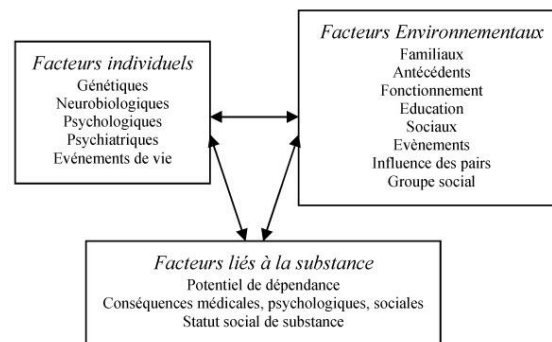 Facteurs individuels
Génétiques
Neurobiologiques
Psychologiques
Psychiatriques
Evénements de vie
Facteurs Environnementaux
Familiaux
Antécédents
Fonctionnement
Education
Sociaux
Evènements
Influence des pairs
Groupe social
Facteurs liés à la substance
Potentiel de dépendance
Conséquences médicales, psychologiques, sociales
Statut social de substance